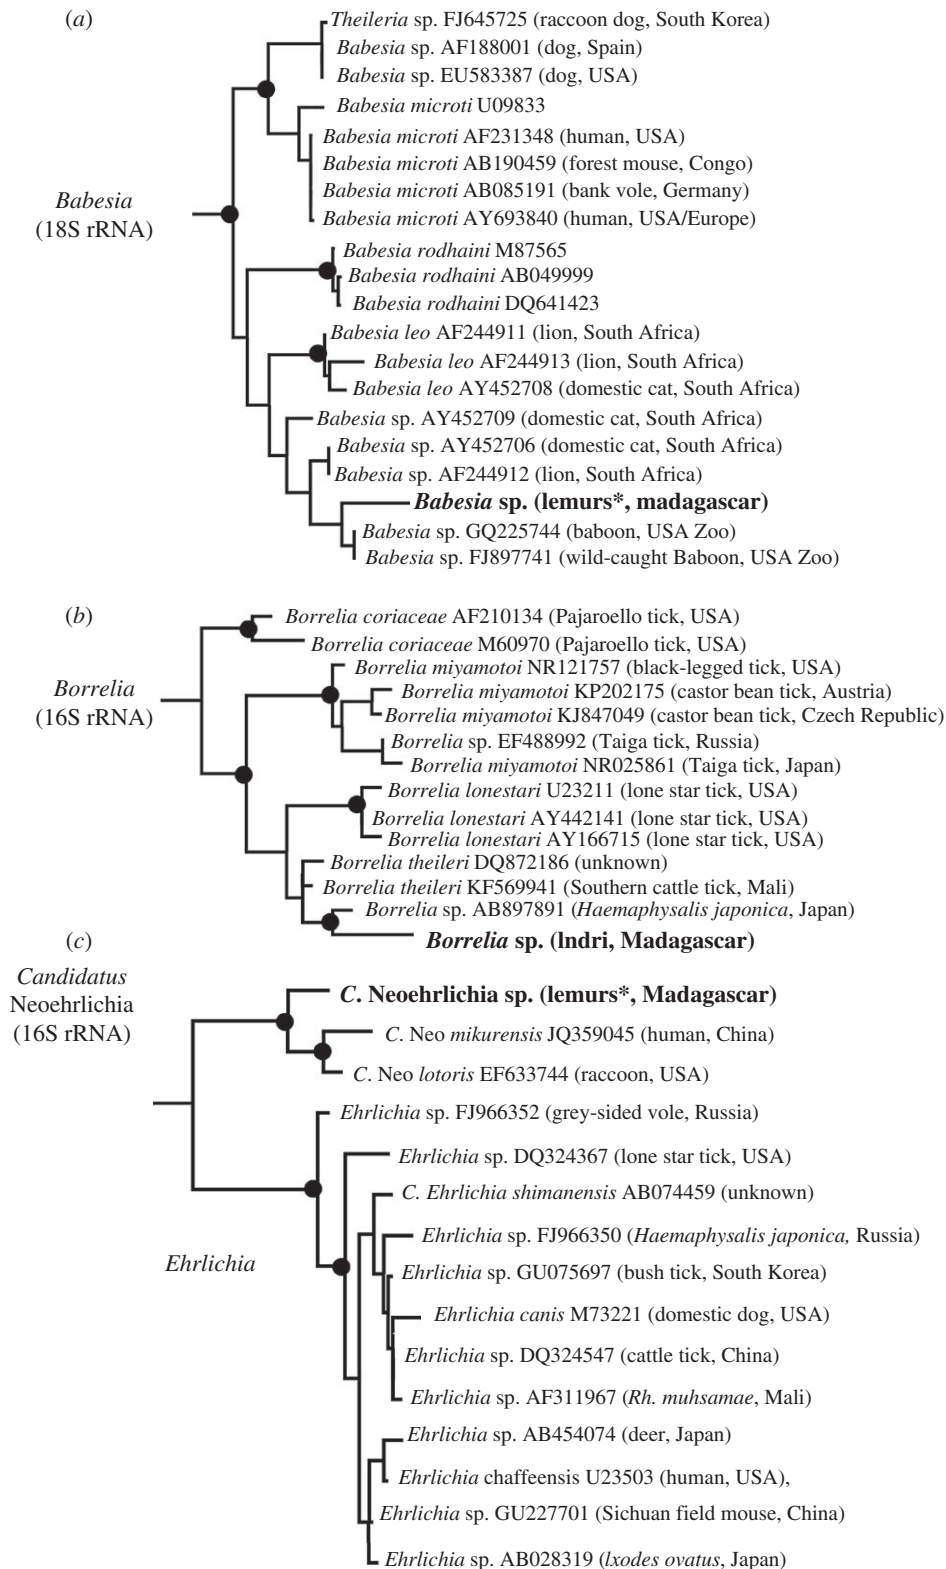 (a)
Theileria sp. FJ645725 (raccoon dog, South Korea)
Babesia sp. AF188001 (dog, Spain)
Babesia sp. EU583387 (dog, USA)
Babesia microti U09833
Babesia microti AF231348 (human, USA)
Babesia microti AB190459 (forest mouse, Congo)
Babesia microti AB085191 (bank vole, Germany)
Babesia microti AY693840 (human, USA/Europe)
Babesia
(18S rRNA)
Babesia rodhaini M87565
Babesia rodhaini AB049999
Babesia rodhaini DQ641423
Babesia leo AF244911 (lion, South Africa)
Babesia leo AF244913 (lion, South Africa)
Babesia leo AY452708 (domestic cat, South Africa)
Babesia sp. AY452709 (domestic cat, South Africa)
Babesia sp. AY452706 (domestic cat, South Africa)
Babesia sp. AF244912 (lion, South Africa)
Babesia sp. (lemurs*, madagascar)
Babesia sp. GQ225744 (baboon, USA Zoo)
Babesia sp. FJ897741 (wild-caught Baboon, USA Zoo)
(b)
Borrelia coriaceae AF210134 (Pajaroello tick, USA)
Borrelia coriaceae M60970 (Pajaroello tick, USA)
Borrelia miyamotoi NR121757 (black-legged tick, USA)
Borrelia
(16S rRNA)
Borrelia miyamotoi KP202175 (castor bean tick, Austria)
Borrelia miyamotoi KJ847049 (castor bean tick, Czech Republic)
Borrelia sp. EF488992 (Taiga tick, Russia)
Borrelia miyamotoi NR025861 (Taiga tick, Japan)
Borrelia lonestari U23211 (lone star tick, USA)
Borrelia lonestari AY442141 (lone star tick, USA)
Borrelia lonestari AY166715 (lone star tick, USA)
Borrelia theileri DQ872186 (unknown)
Borrelia theileri KF569941 (Southern cattle tick, Mali)
Borrelia sp. AB897891 (Haemaphysalis japonica, Japan)
Borrelia sp. (lndri, Madagascar)
(c)
Candidatus
Neoehrlichia
(16S rRNA)
C. Neoehrlichia sp. (lemurs*, Madagascar)
C. Neo mikurensis JQ359045 (human, China)
C. Neo lotoris EF633744 (raccoon, USA)
Ehrlichia sp. FJ966352 (grey-sided vole, Russia)
Ehrlichia sp. DQ324367 (lone star tick, USA)
C. Ehrlichia shimanensis AB074459 (unknown)
Ehrlichia sp. FJ966350 (Haemaphysalis japonica, Russia)
Ehrlichia
Ehrlichia sp. GU075697 (bush tick, South Korea)
Ehrlichia canis M73221 (domestic dog, USA)
Ehrlichia sp. DQ324547 (cattle tick, China)
Ehrlichia sp. AF311967 (Rh. muhsamae, Mali)
Ehrlichia sp. AB454074 (deer, Japan)
Ehrlichia chaffeensis U23503 (human, USA),
Ehrlichia sp. GU227701 (Sichuan field mouse, China)
Ehrlichia sp. AB028319 (lxodes ovatus, Japan)